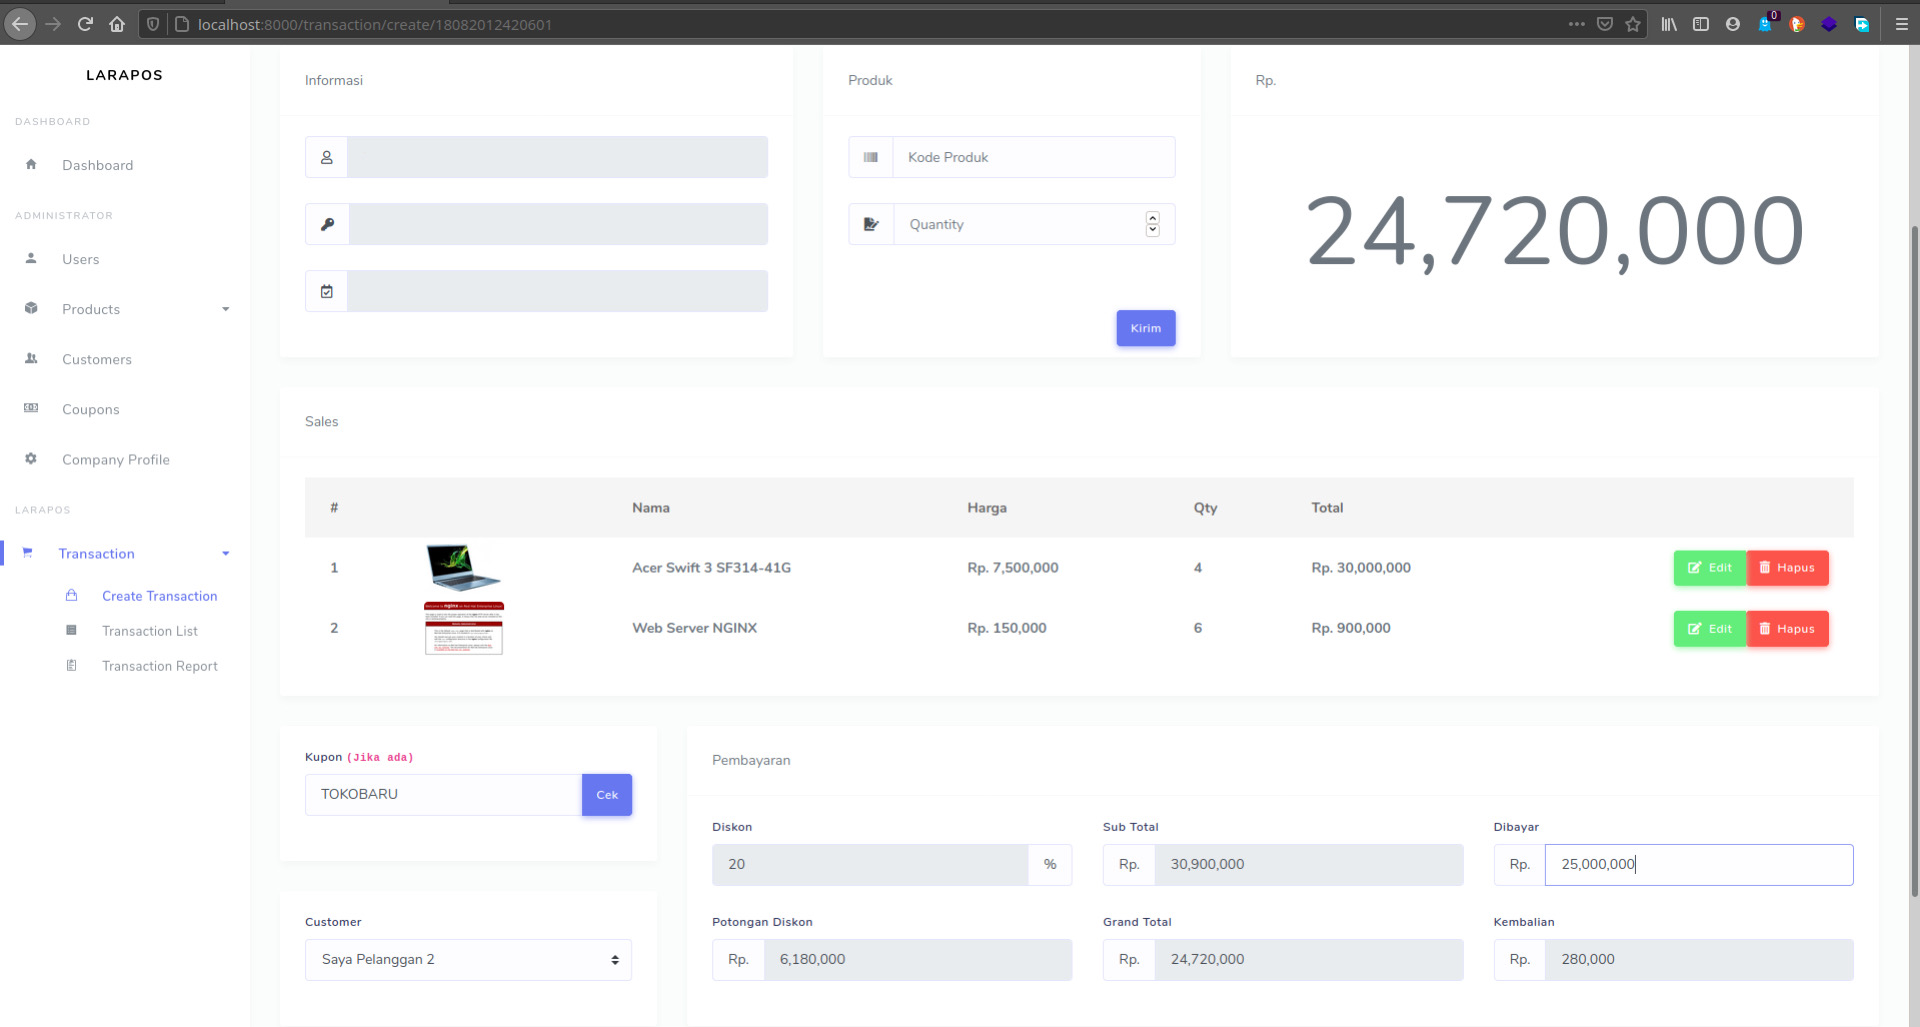 localhost:8000/transaction/create/18082012420601
0
LARAPOS
DASHBOARD
Dashboard
ADMINISTRATOR
Users
Products
Customers
Coupons
Company Profile
LARAPOS
Transaction
Create Transaction
Transaction List
Transaction Report
Informasi
Produk
Kode Produk
Quantity
Kirim
Rp.
24,720,000
Sales
# Nama Harga Qty Total
1 Acer Swift 3 SF314-41G Rp. 7,500,000 4 Rp. 30,000,000 Edit Hapus
2 Web Server NGINX Rp. 150,000 6 Rp. 900,000 Edit Hapus
Kupon (Jika ada)
TOKOBARU Cek
Customer
Saya Pelanggan 2
Pembayaran
Diskon Sub Total Dibayar
20 % Rp. 30,900,000 Rp. 25,000,000
Potongan Diskon Grand Total Kembalian
Rp. 6,180,000 Rp. 24,720,000 Rp. 280,000